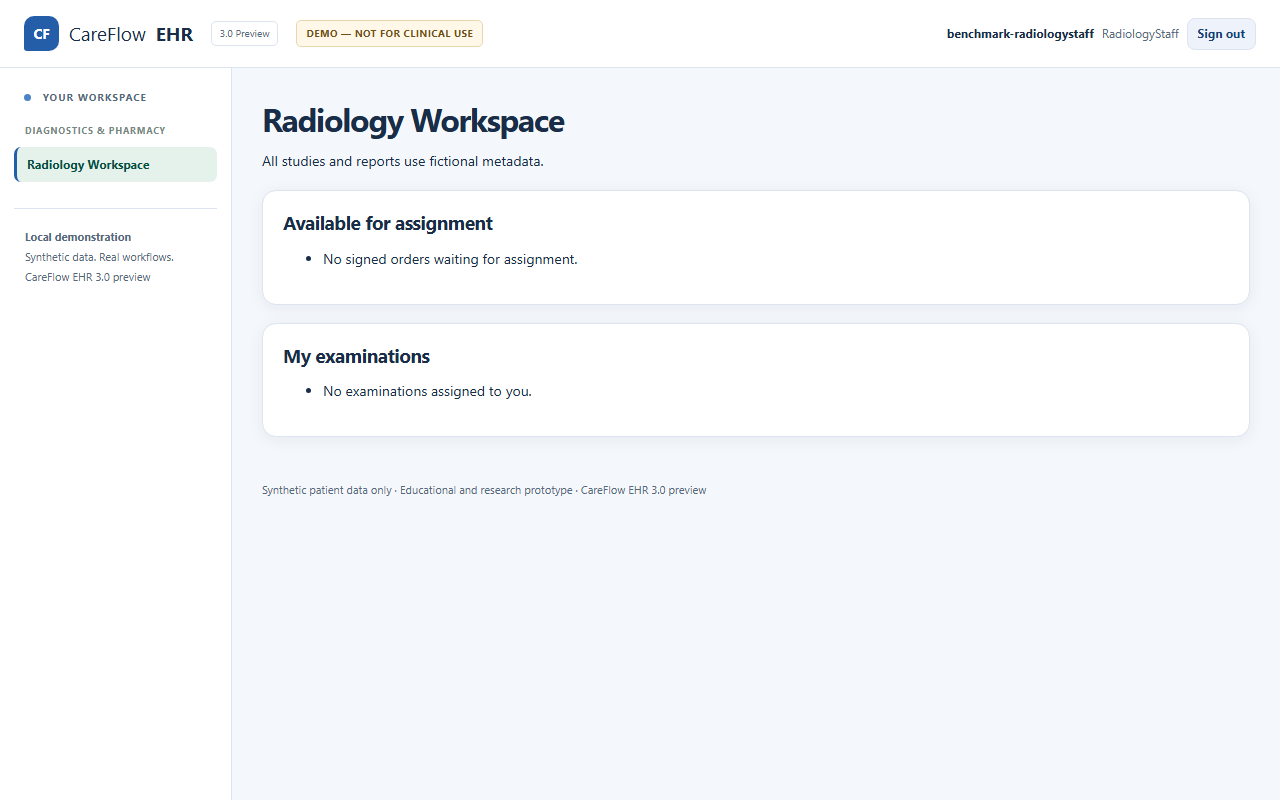 CF CareFlow EHR 3.0 Preview DEMO — NOT FOR CLINICAL USE benchmark-radiologystaff RadiologyStaff Sign out
YOUR WORKSPACE
DIAGNOSTICS & PHARMACY
Radiology Workspace
Local demonstration
Synthetic data. Real workflows.
CareFlow EHR 3.0 preview
Radiology Workspace
All studies and reports use fictional metadata.
Available for assignment
No signed orders waiting for assignment.
My examinations
No examinations assigned to you.
Synthetic patient data only · Educational and research prototype · CareFlow EHR 3.0 preview